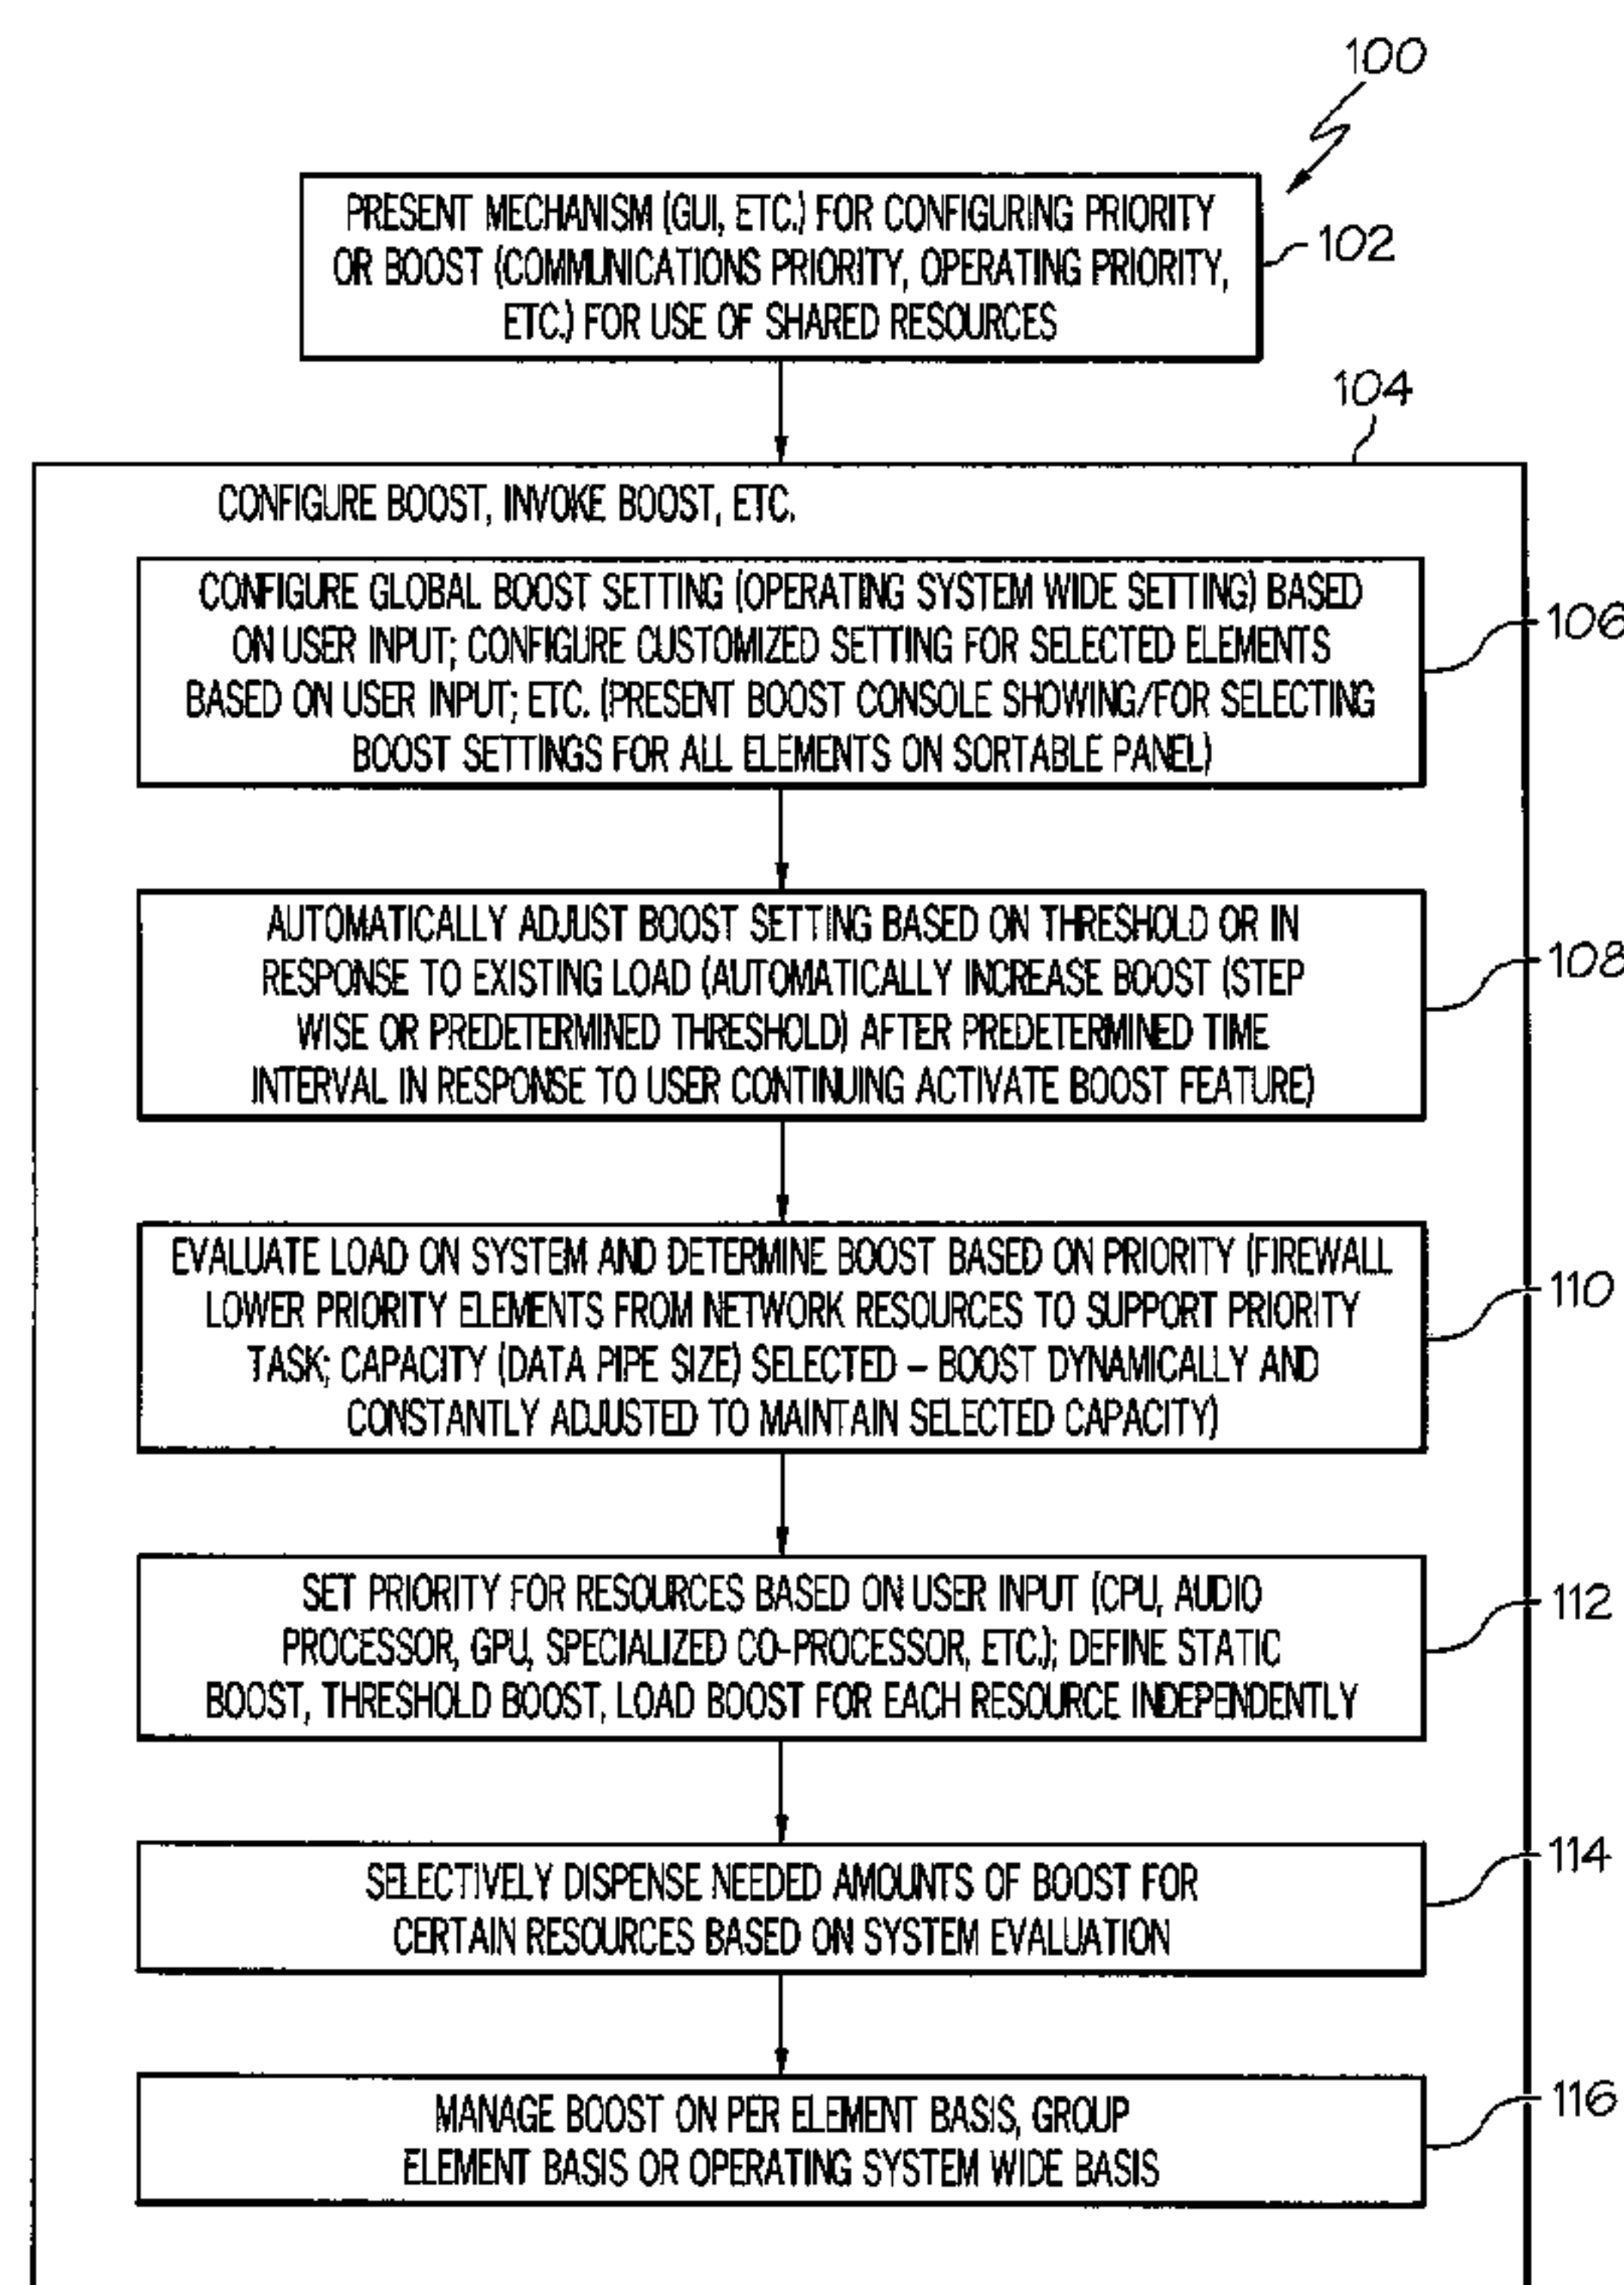 100
PRESENT MECHANISM (GUI, ETC.) FOR CONFIGURING PRIORITY
OR BOOST (COMMUNICATIONS PRIORITY, OPERATING PRIORITY,
ETC.) FOR USE OF SHARED RESOURCES
102
104
CONFIGURE BOOST, INVOKE BOOST, ETC.
CONFIGURE GLOBAL BOOST SETTING (OPERATING SYSTEM WIDE SETTING) BASED
ON USER INPUT; CONFIGURE CUSTOMIZED SETTING FOR SELECTED ELEMENTS
BASED ON USER INPUT; ETC. (PRESENT BOOST CONSOLE SHOWING/FOR SELECTING
BOOST SETTINGS FOR ALL ELEMENTS ON SORTABLE PANEL)
106
AUTOMATICALLY ADJUST BOOST SETTING BASED ON THRESHOLD OR IN
RESPONSE TO EXISTING LOAD (AUTOMATICALLY INCREASE BOOST (STEP
WISE OR PREDETERMINED THRESHOLD) AFTER PREDETERMINED TIME
INTERVAL IN RESPONSE TO USER CONTINUING ACTIVATE BOOST FEATURE)
108
EVALUATE LOAD ON SYSTEM AND DETERMINE BOOST BASED ON PRIORITY (FIREWALL
LOWER PRIORITY ELEMENTS FROM NETWORK RESOURCES TO SUPPORT PRIORITY
TASK; CAPACITY (DATA PIPE SIZE) SELECTED – BOOST DYNAMICALLY AND
CONSTANTLY ADJUSTED TO MAINTAIN SELECTED CAPACITY)
110
SET PRIORITY FOR RESOURCES BASED ON USER INPUT (CPU, AUDIO
PROCESSOR, GPU, SPECIALIZED CO-PROCESSOR, ETC.); DEFINE STATIC
BOOST, THRESHOLD BOOST, LOAD BOOST FOR EACH RESOURCE INDEPENDENTLY
112
SELECTIVELY DISPENSE NEEDED AMOUNTS OF BOOST FOR
CERTAIN RESOURCES BASED ON SYSTEM EVALUATION
114
MANAGE BOOST ON PER ELEMENT BASIS, GROUP
ELEMENT BASIS OR OPERATING SYSTEM WIDE BASIS
116